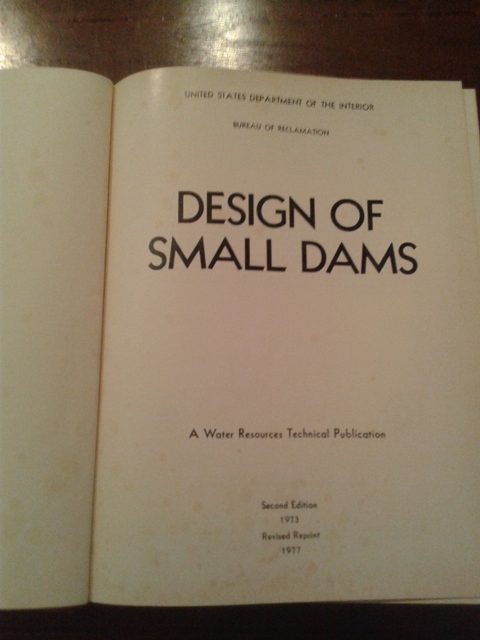 UNITED STATES DEPARTMENT OF THE INTERIOR
BUREAU OF RECLAMATION
DESIGN OF
SMALL DAMS
A Water Resources Technical Publication
Second Edition
1973
Revised Reprint
1977